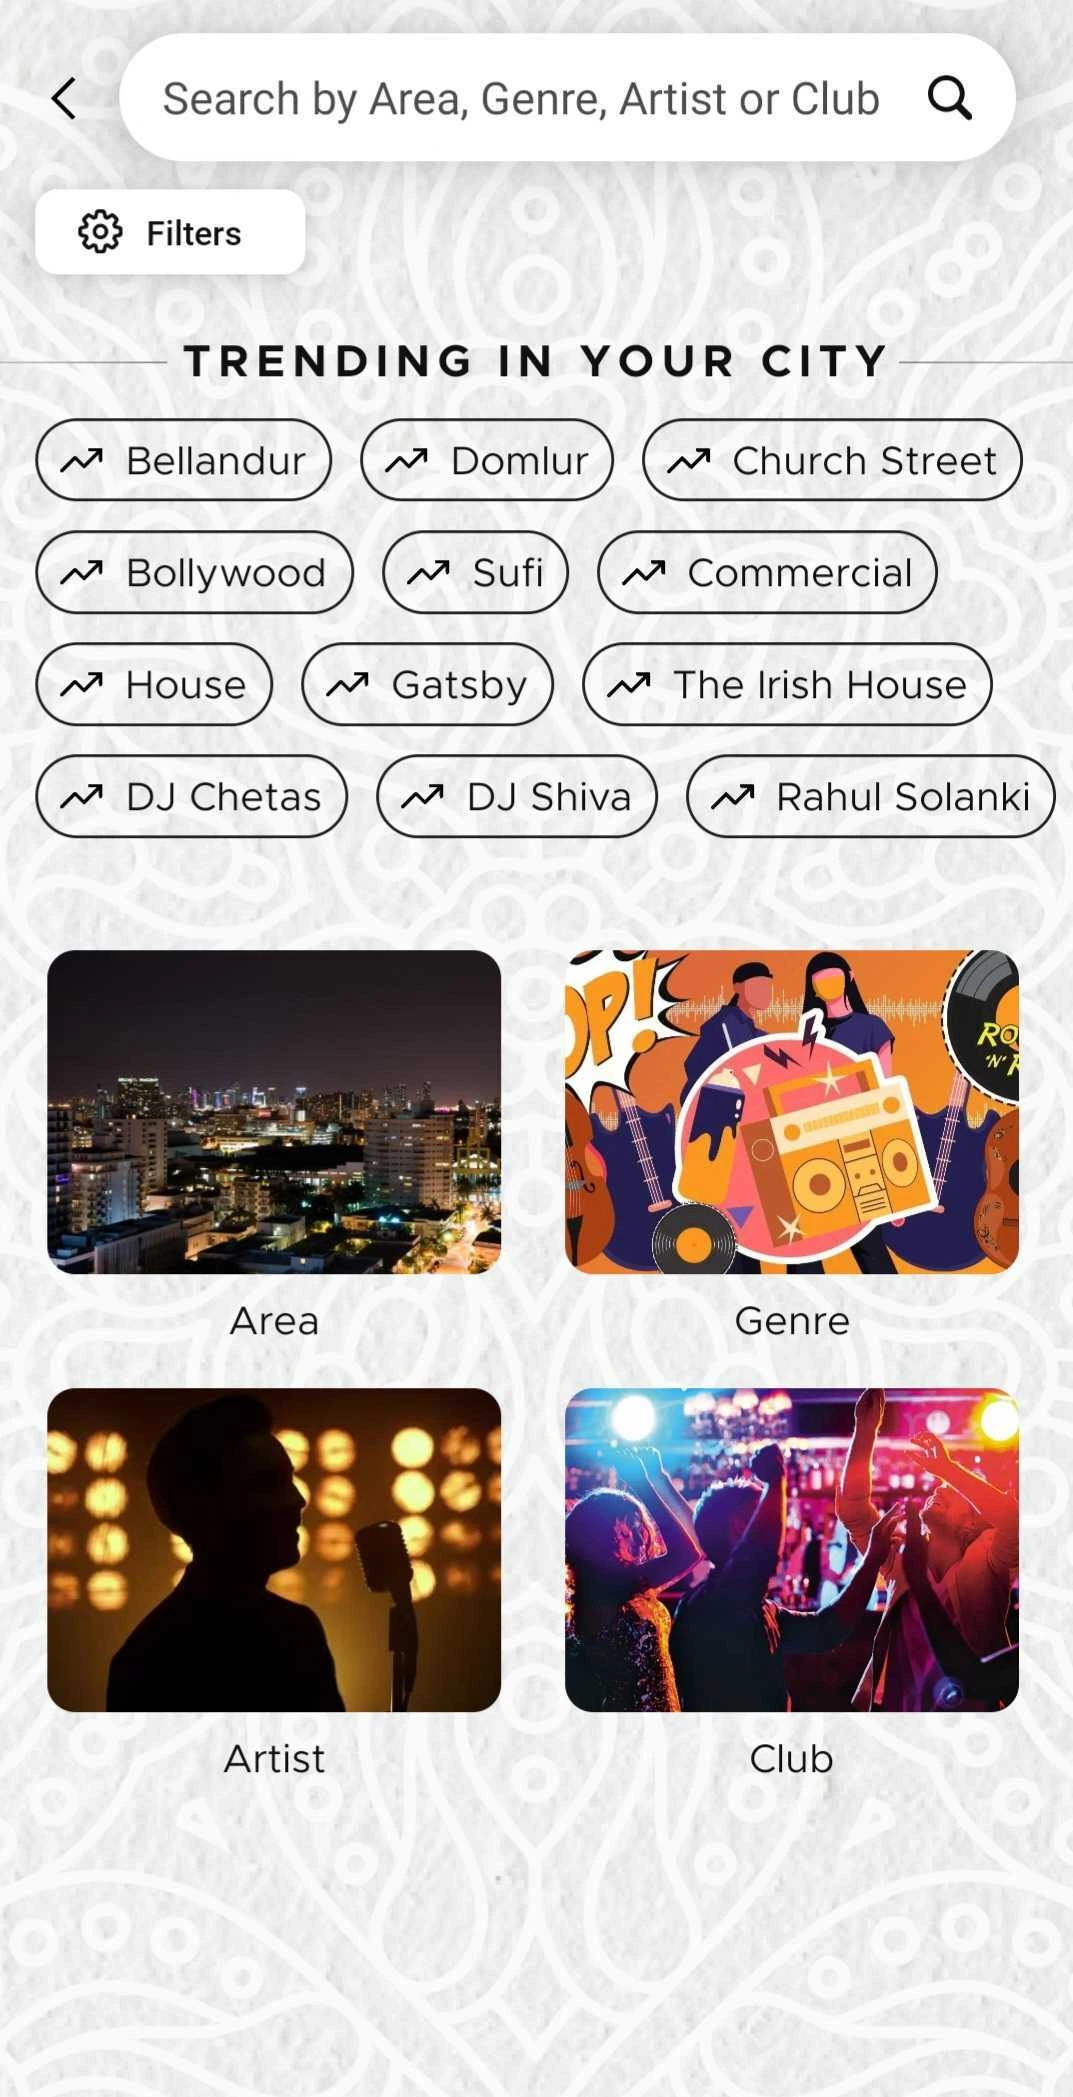 Search by Area, Genre, Artist or Club
Filters
TRENDING IN YOUR CITY
Bellandur Domlur Church Street
Bollywood Sufi Commercial
House Gatsby The Irish House
DJ Chetas DJ Shiva Rahul Solanki
OP!
RO
'N' R
Area Genre
Artist Club